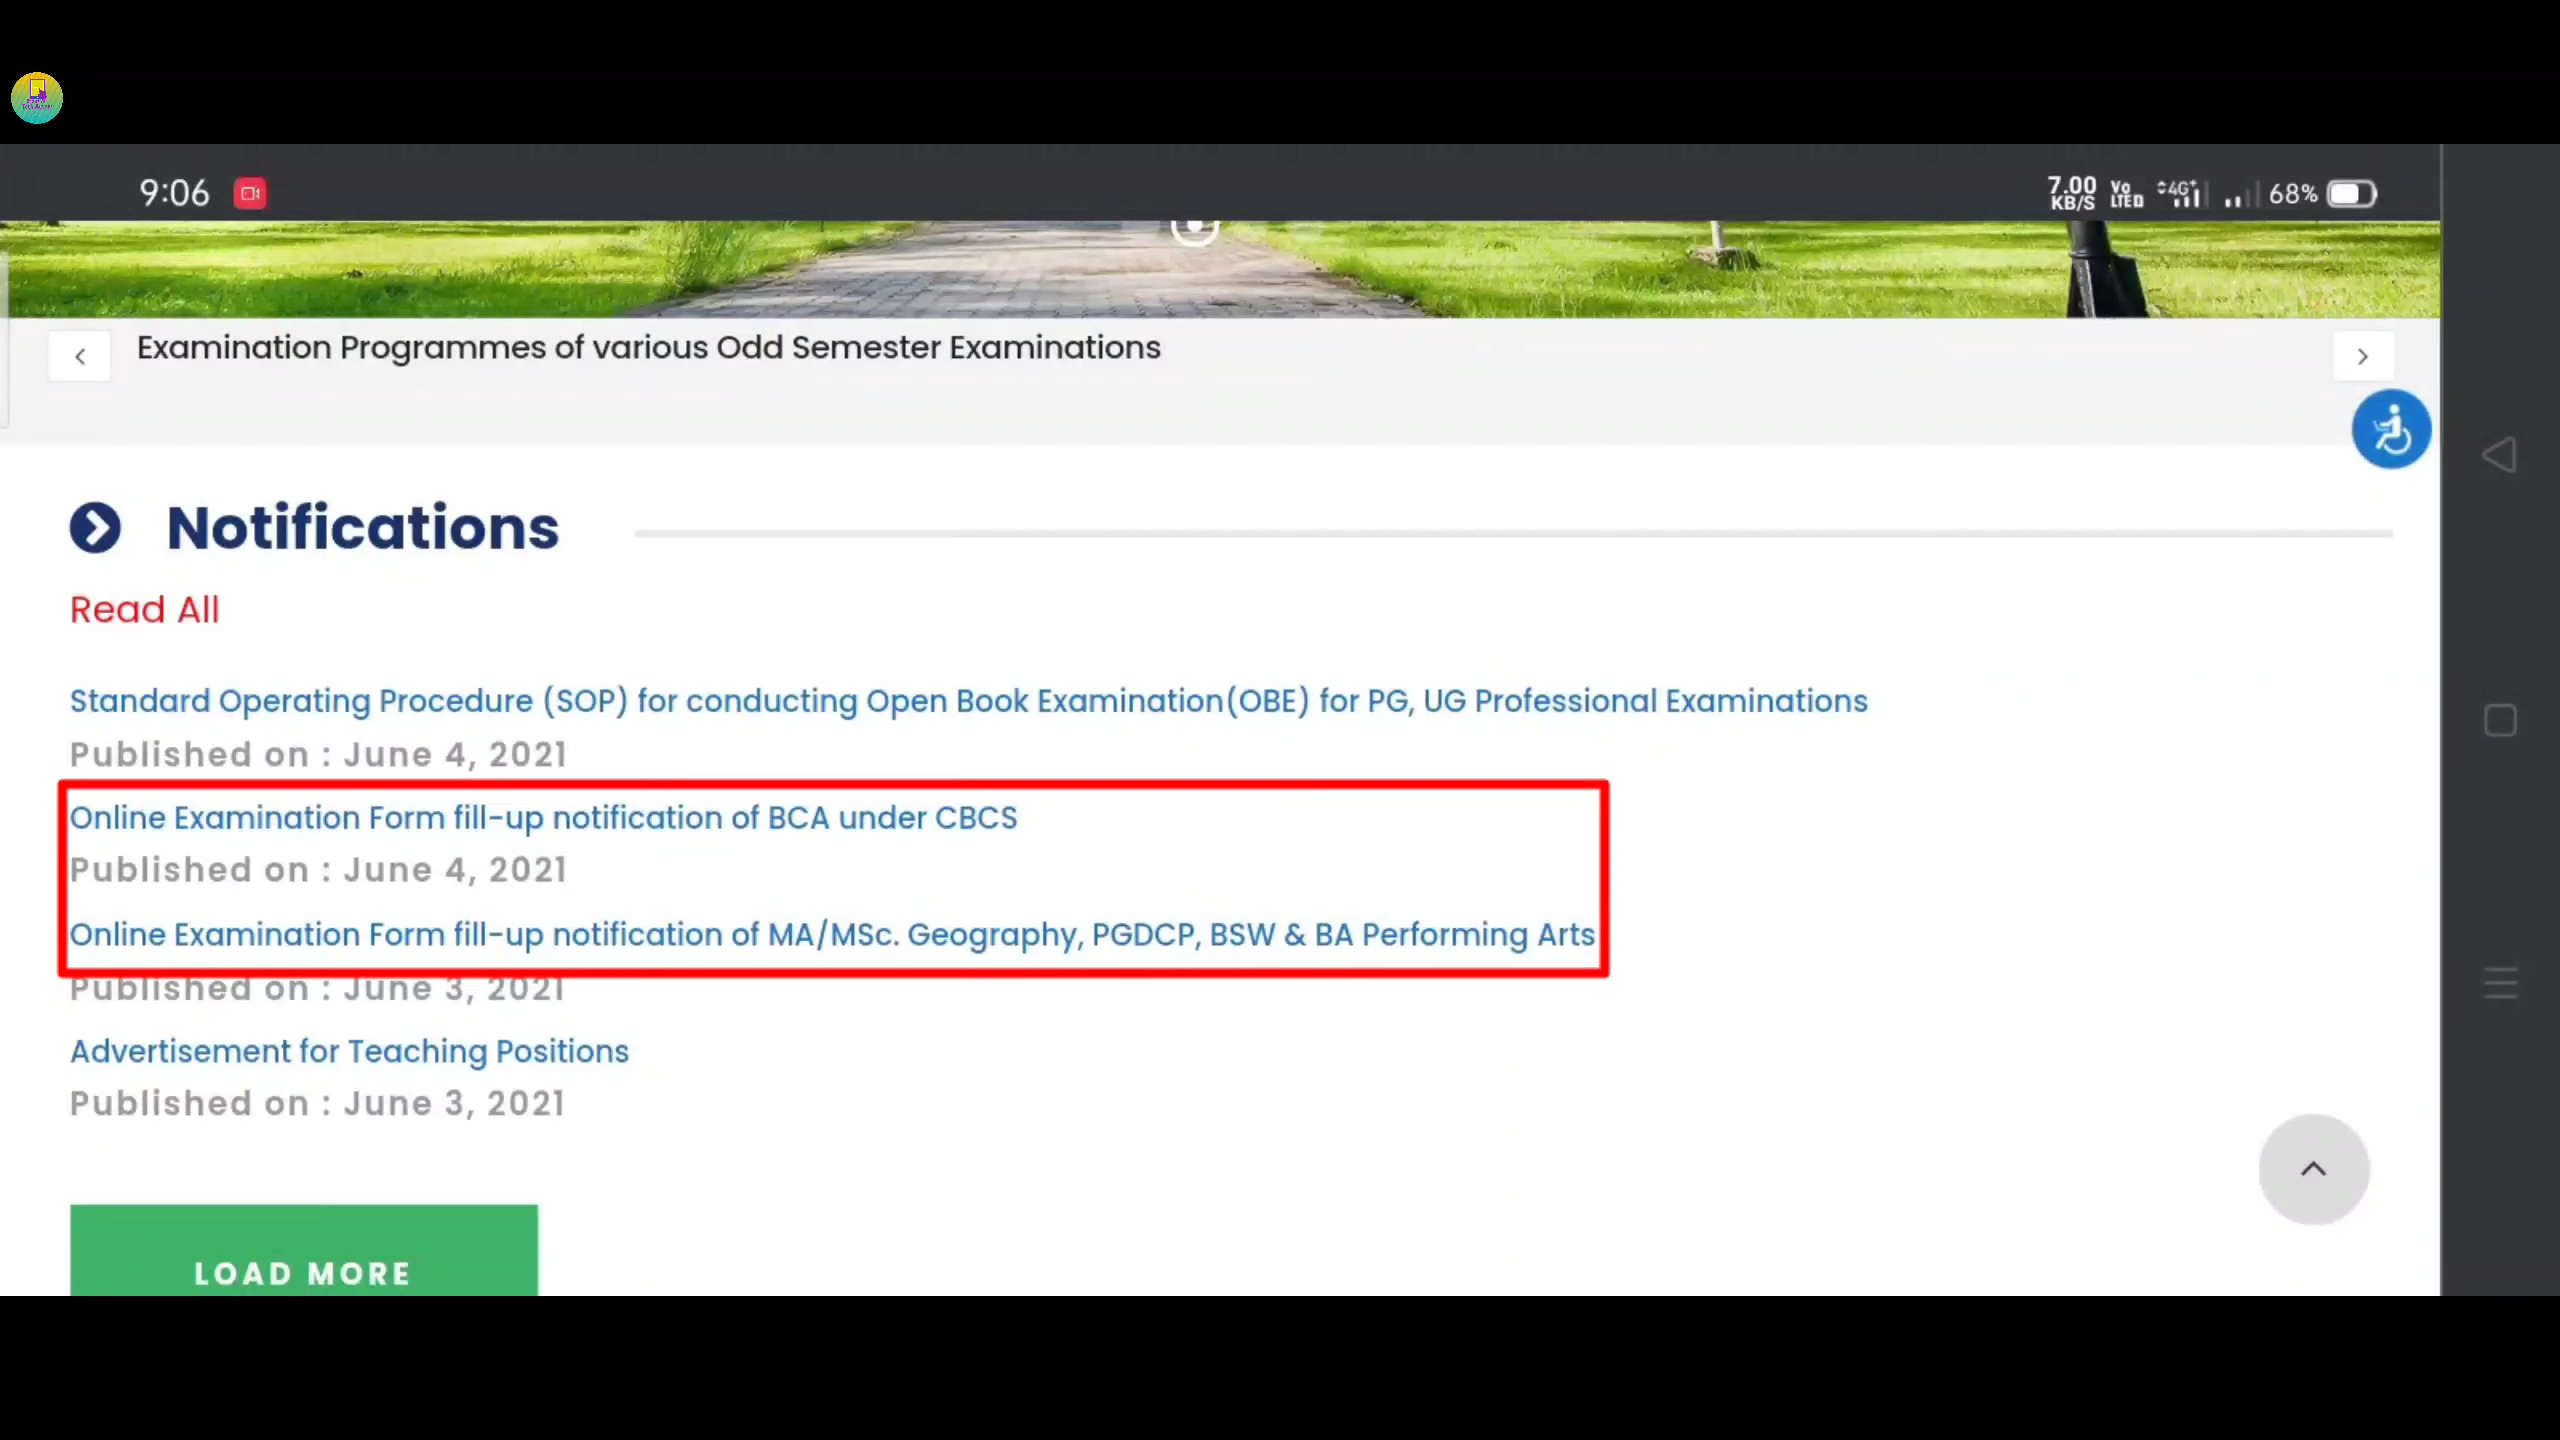 9:06
7.00 KB/S Vo LTE 4G+ 68%
Examination Programmes of various Odd Semester Examinations
Notifications
Read All
Standard Operating Procedure (SOP) for conducting Open Book Examination(OBE) for PG, UG Professional Examinations
Published on : June 4, 2021
Online Examination Form fill-up notification of BCA under CBCS
Published on : June 4, 2021
Online Examination Form fill-up notification of MA/MSc. Geography, PGDCP, BSW & BA Performing Arts
Published on : June 3, 2021
Advertisement for Teaching Positions
Published on : June 3, 2021
LOAD MORE